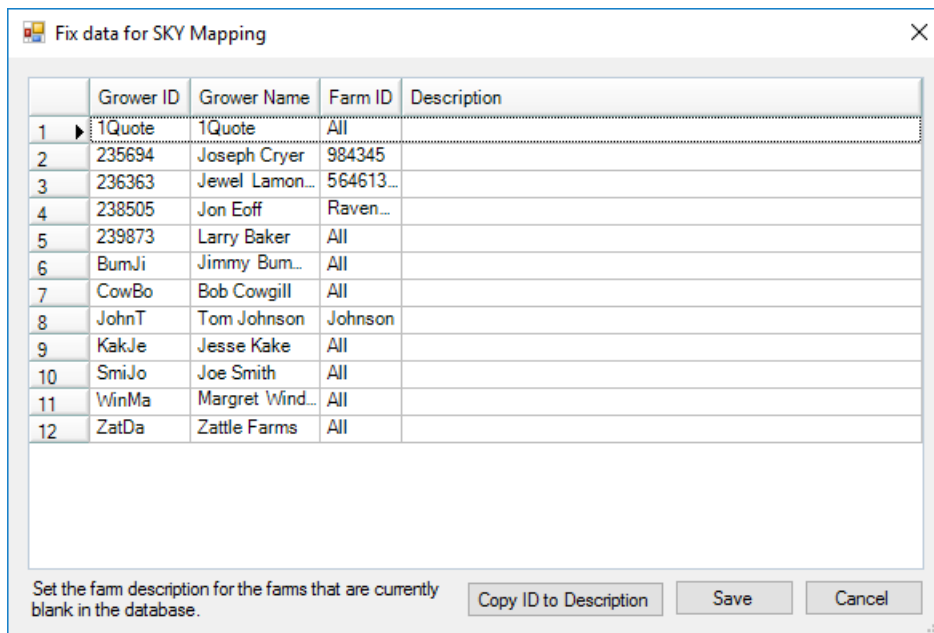 Fix data for SKY Mapping
Grower ID Grower Name Farm ID Description
1 1Quote 1Quote All
2 235694 Joseph Cryer 984345
3 236363 Jewel Lamon... 564613...
4 238505 Jon Eoff Raven...
5 239873 Larry Baker All
6 BumJi Jimmy Bum... All
7 CowBo Bob Cowgill All
8 JohnT Tom Johnson Johnson
9 KakJe Jesse Kake All
10 SmiJo Joe Smith All
11 WinMa Margret Wind... All
12 ZatDa Zattle Farms All
Set the farm description for the farms that are currently
blank in the database.
Copy ID to Description Save Cancel